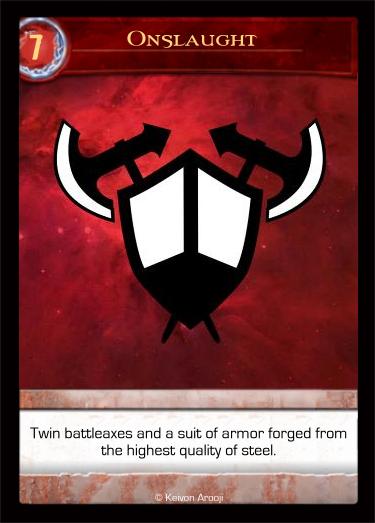 7
Onslaught
Twin battleaxes and a suit of armor forged from
the highest quality of steel.
© Keivon Arooji